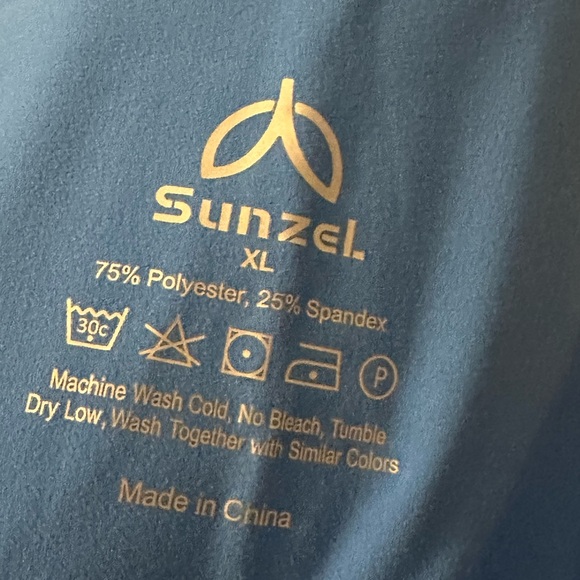 Sunzel
XL
75% Polyester, 25% Spandex
30c
P
Machine Wash Cold, No Bleach, Tumble
Dry Low, Wash Together with Similar Colors
Made in China